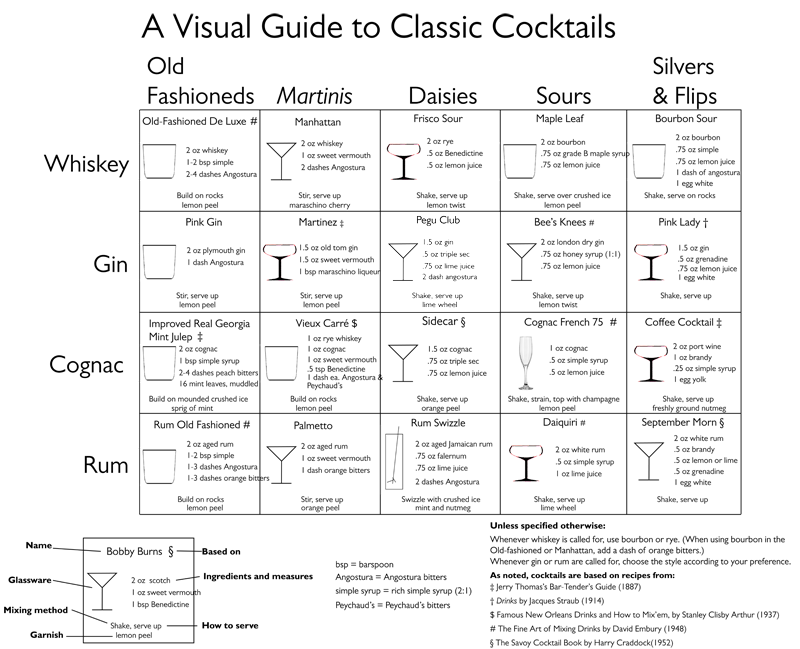 A Visual Guide to Classic Cocktails
Old
Fashioneds
Martinis
Daisies
Sours
Silvers
& Flips
Whiskey
Old-Fashioned De Luxe #
2 oz whiskey
1-2 bsp simple
2-4 dashes Angostura
Build on rocks
lemon peel
Manhattan
2 oz whiskey
1 oz sweet vermouth
2 dashes Angostura
Stir, serve up
maraschino cherry
Frisco Sour
2 oz rye
.5 oz Benedictine
.5 oz lemon juice
Shake, serve up
lemon twist
Maple Leaf
2 oz bourbon
.75 oz grade B maple syrup
.75 oz lemon juice
Shake, serve over crushed ice
lemon peel
Bourbon Sour
2 oz bourbon
.75 oz simple
.75 oz lemon juice
1 dash of angostura
1 egg white
Shake, serve on rocks
Gin
Pink Gin
2 oz plymouth gin
1 dash Angostura
Stir, serve up
lemon peel
Martinez ‡
1.5 oz old tom gin
1.5 oz sweet vermouth
1 bsp maraschino liqueur
Stir, serve up
lemon peel
Pegu Club
1.5 oz gin
.5 oz triple sec
.75 oz lime juice
2 dash angostura
Shake, serve up
lime wheel
Bee's Knees #
2 oz london dry gin
.75 oz honey syrup (1:1)
.75 oz lemon juice
Shake, serve up
lemon twist
Pink Lady †
1.5 oz gin
.5 oz grenadine
.75 oz lemon juice
1 egg white
Shake, serve up
Cognac
Improved Real Georgia
Mint Julep ‡
2 oz cognac
1 bsp simple syrup
2-4 dashes peach bitters
16 mint leaves, muddled
Build on mounded crushed ice
sprig of mint
Vieux Carré $
1 oz rye whiskey
1 oz cognac
1 oz sweet vermouth
.5 tsp Benedictine
1 dash ea. Angostura &
Peychaud's
Build on rocks
lemon peel
Sidecar §
1.5 oz cognac
.75 oz triple sec
.75 oz lemon juice
Shake, serve up
orange peel
Cognac French 75 #
1 oz cognac
.5 oz simple syrup
.5 oz lemon juice
Shake, strain, top with champagne
lemon peel
Coffee Cocktail ‡
2 oz port wine
1 oz brandy
.25 oz simple syrup
1 egg yolk
Shake, serve up
freshly ground nutmeg
Rum
Rum Old Fashioned #
2 oz aged rum
1-2 bsp simple
1-3 dashes Angostura
1-3 dashes orange bitters
Build on rocks
lemon peel
Palmetto
2 oz aged rum
1 oz sweet vermouth
1 dash orange bitters
Stir, serve up
orange peel
Rum Swizzle
2 oz aged Jamaican rum
.75 oz falernum
.75 oz lime juice
2 dashes Angostura
Swizzle with crushed ice
mint and nutmeg
Daiquiri #
2 oz white rum
.5 oz simple syrup
1 oz lime juice
Shake, serve up
lime wheel
September Morn §
2 oz white rum
.5 oz brandy
.5 oz lemon or lime
.5 oz grenadine
1 egg white
Shake, serve up
Name
Bobby Burns §
Based on
Glassware
2 oz scotch
1 oz sweet vermouth
1 bsp Benedictine
Ingredients and measures
Mixing method
Shake, serve up
How to serve
Garnish
lemon peel
bsp = barspoon
Angostura = Angostura bitters
simple syrup = rich simple syrup (2:1)
Peychaud's = Peychaud's bitters
Unless specified otherwise:
Whenever whiskey is called for, use bourbon or rye. (When using bourbon in the
Old-fashioned or Manhattan, add a dash of orange bitters.)
Whenever gin or rum are called for, choose the style according to your preference.
As noted, cocktails are based on recipes from:
‡ Jerry Thomas's Bar-Tender's Guide (1887)
† Drinks by Jacques Straub (1914)
$ Famous New Orleans Drinks and How to Mix'em, by Stanley Clisby Arthur (1937)
# The Fine Art of Mixing Drinks by David Embury (1948)
§ The Savoy Cocktail Book by Harry Craddock(1952)